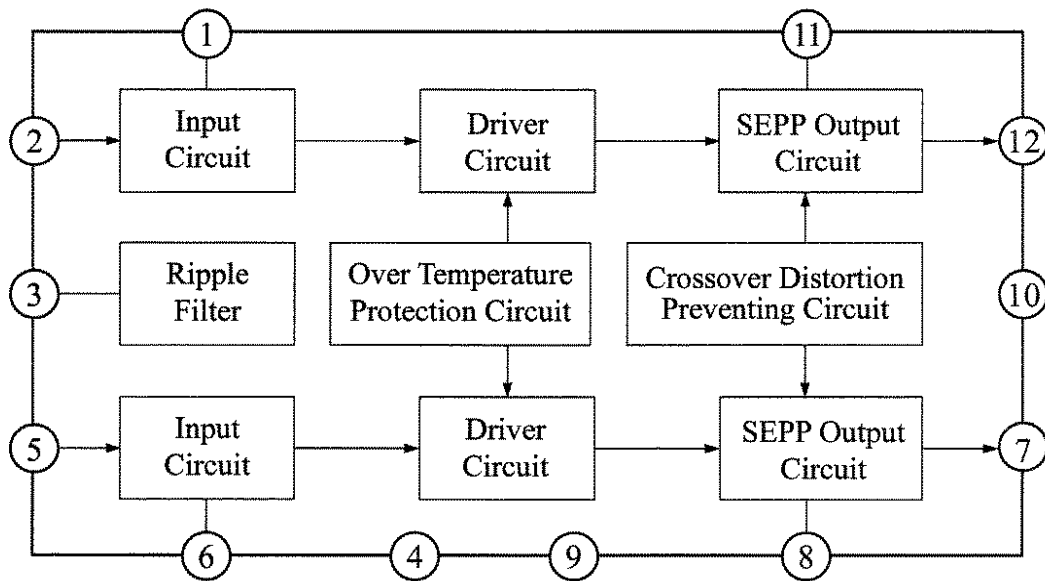 1
11
2
Input
Circuit
Driver
Circuit
SEPP Output
Circuit
12
3
Ripple
Filter
Over Temperature
Protection Circuit
Crossover Distortion
Preventing Circuit
10
5
Input
Circuit
Driver
Circuit
SEPP Output
Circuit
7
6
4
9
8